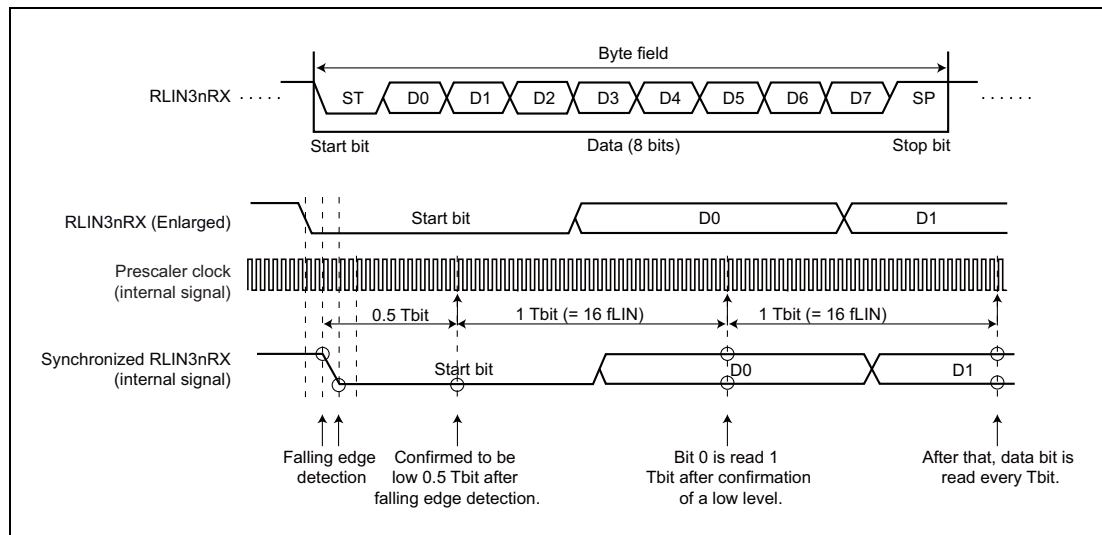 Byte field
RLIN3nRX
ST D0 D1 D2 D3 D4 D5 D6 D7 SP
Start bit Data (8 bits) Stop bit
RLIN3nRX (Enlarged)
Start bit D0 D1
Prescaler clock
(internal signal)
0.5 Tbit 1 Tbit (= 16 fLIN) 1 Tbit (= 16 fLIN)
Synchronized RLIN3nRX
(internal signal)
Start bit D0 D1
Falling edge
detection
Confirmed to be
low 0.5 Tbit after
falling edge detection.
Bit 0 is read 1
Tbit after confirmation
of a low level.
After that, data bit is
read every Tbit.